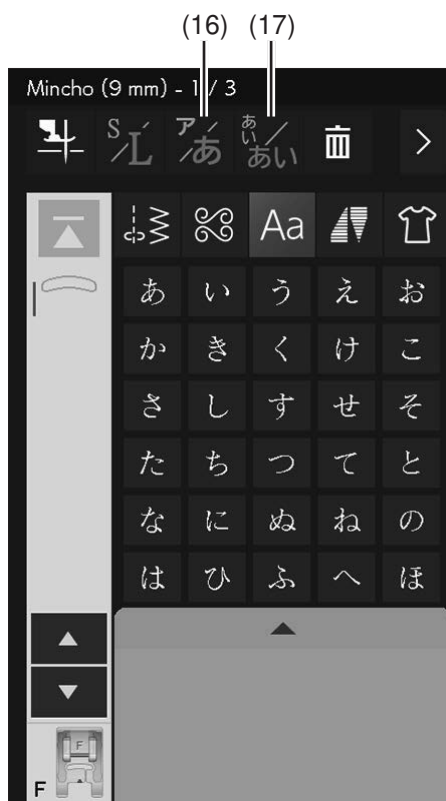 (16) (17)
Mincho (9 mm) - 1 / 3
S/L ア/あ あい/あい >
Aa
あ い う え お
か き く け こ
さ し す せ そ
た ち つ て と
な に ぬ ね の
は ひ ふ へ ほ
F
F